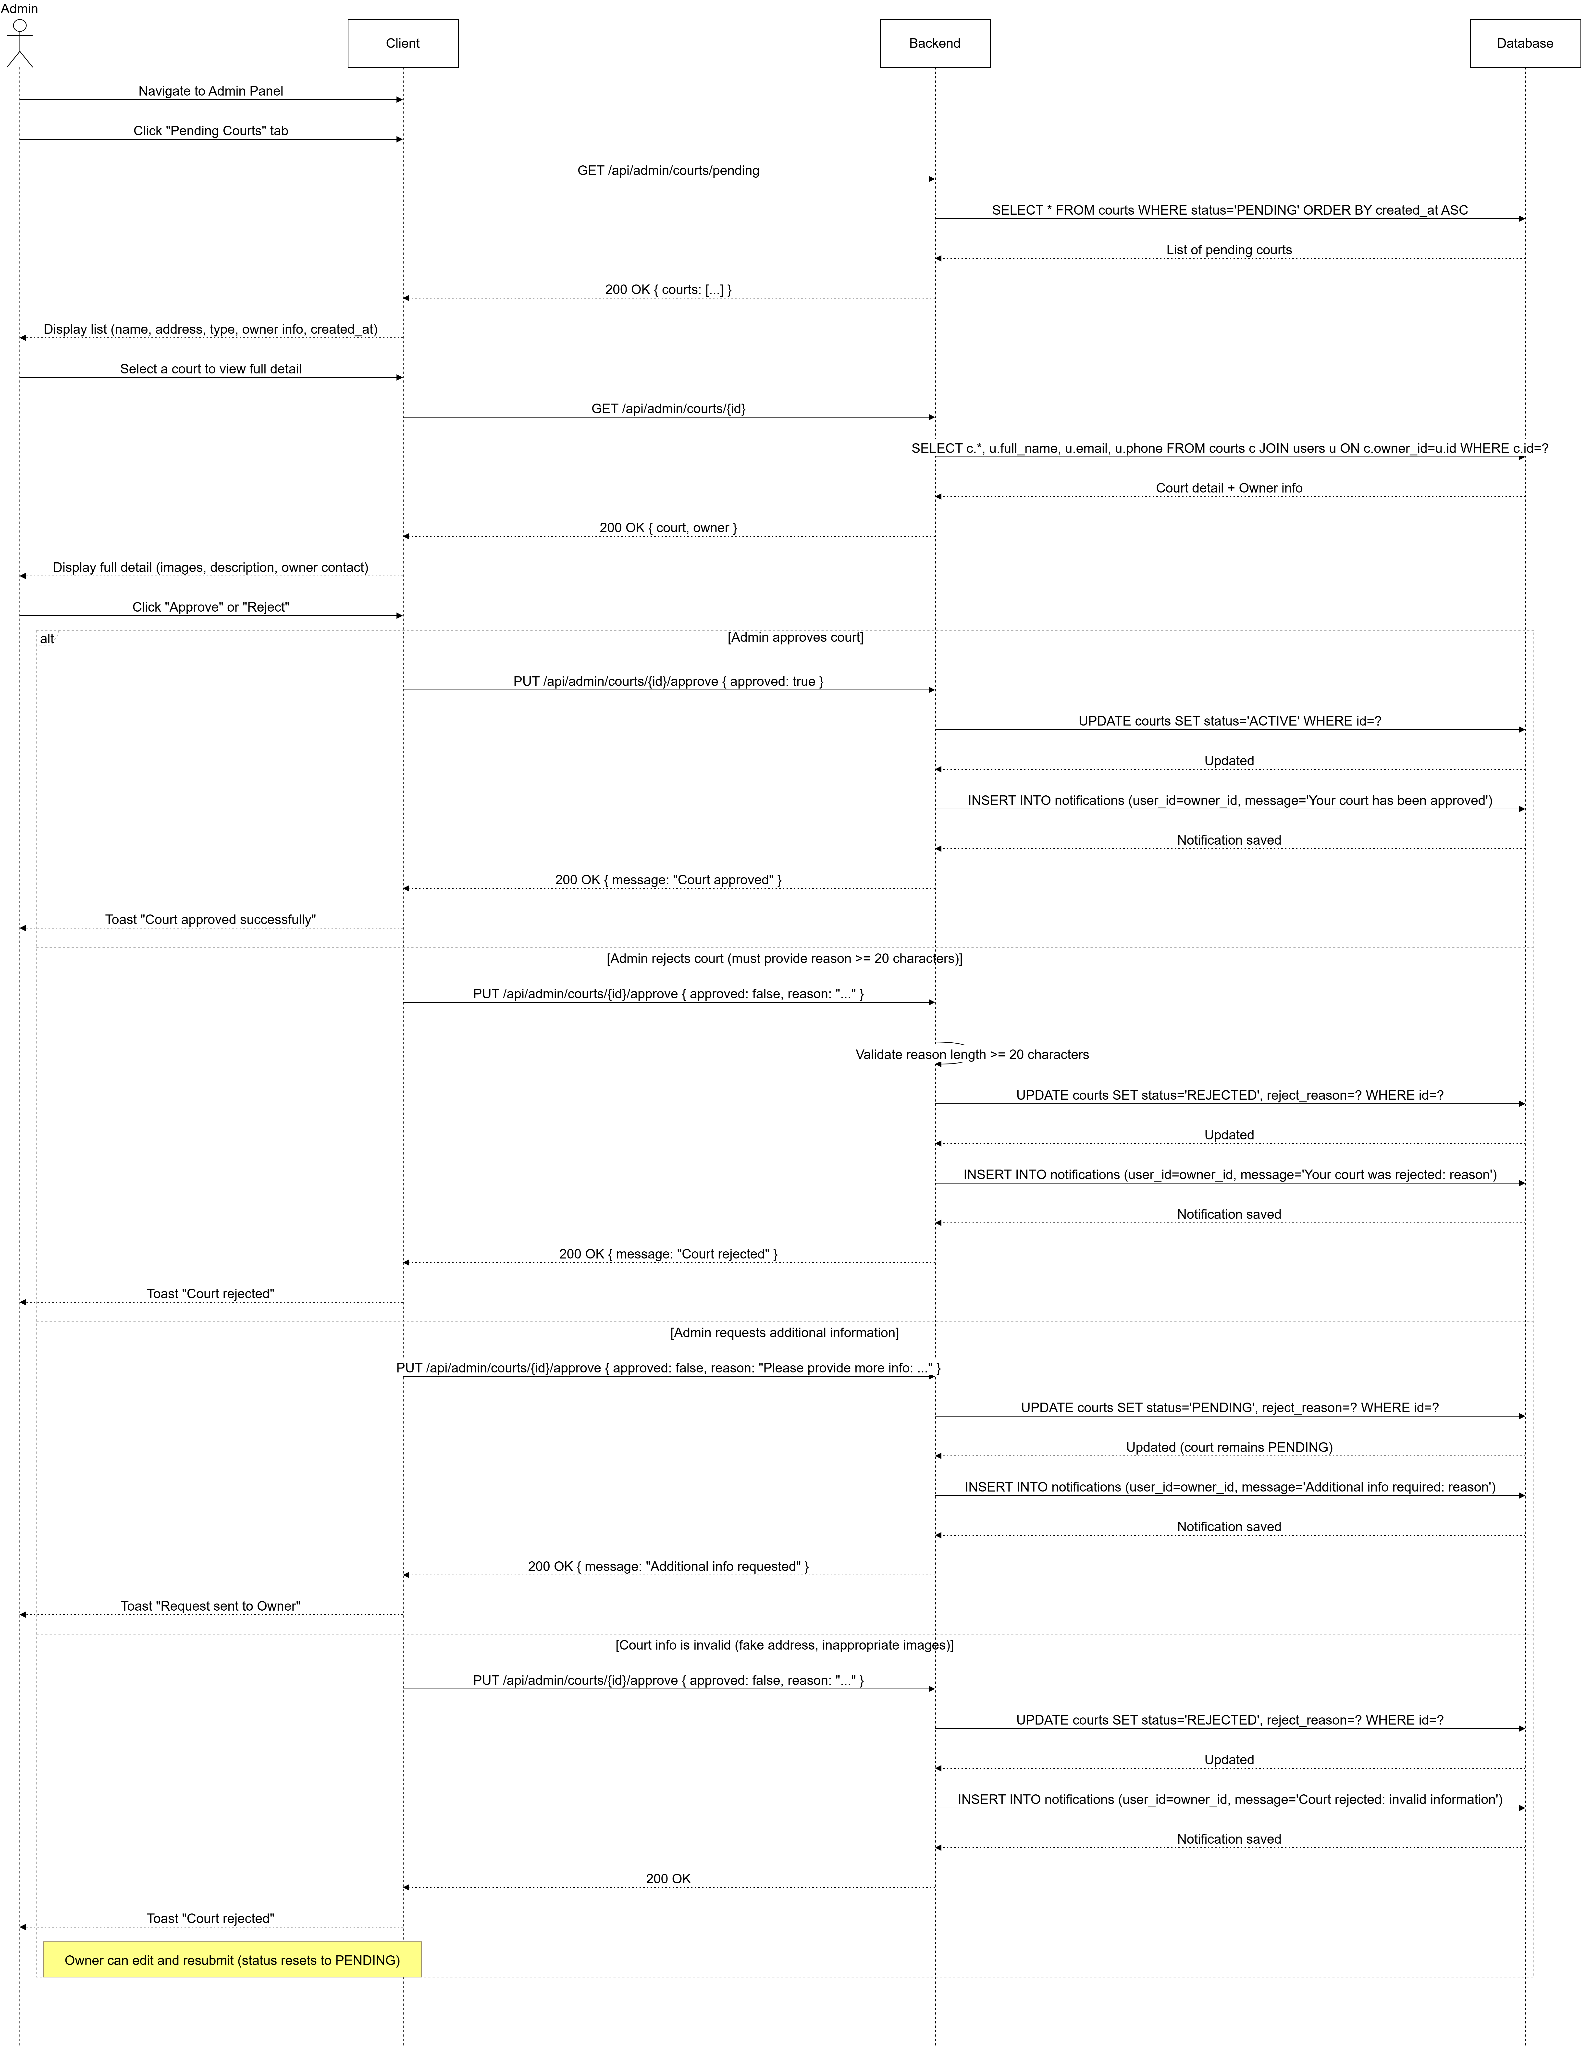 Admin
Client
Backend
Database
Navigate to Admin Panel
Click "Pending Courts" tab
GET /api/admin/courts/pending
SELECT * FROM courts WHERE status='PENDING' ORDER BY created_at ASC
List of pending courts
200 OK { courts: [...] }
Display list (name, address, type, owner info, created_at)
Select a court to view full detail
GET /api/admin/courts/{id}
SELECT c.*, u.full_name, u.email, u.phone FROM courts c JOIN users u ON c.owner_id=u.id WHERE c.id=?
Court detail + Owner info
200 OK { court, owner }
Display full detail (images, description, owner contact)
Click "Approve" or "Reject"
alt
[Admin approves court]
PUT /api/admin/courts/{id}/approve { approved: true }
UPDATE courts SET status='ACTIVE' WHERE id=?
Updated
INSERT INTO notifications (user_id=owner_id, message='Your court has been approved')
Notification saved
200 OK { message: "Court approved" }
Toast "Court approved successfully"
[Admin rejects court (must provide reason >= 20 characters)]
PUT /api/admin/courts/{id}/approve { approved: false, reason: "..." }
Validate reason length >= 20 characters
UPDATE courts SET status='REJECTED', reject_reason=? WHERE id=?
Updated
INSERT INTO notifications (user_id=owner_id, message='Your court was rejected: reason')
Notification saved
200 OK { message: "Court rejected" }
Toast "Court rejected"
[Admin requests additional information]
PUT /api/admin/courts/{id}/approve { approved: false, reason: "Please provide more info: ..." }
UPDATE courts SET status='PENDING', reject_reason=? WHERE id=?
Updated (court remains PENDING)
INSERT INTO notifications (user_id=owner_id, message='Additional info required: reason')
Notification saved
200 OK { message: "Additional info requested" }
Toast "Request sent to Owner"
[Court info is invalid (fake address, inappropriate images)]
PUT /api/admin/courts/{id}/approve { approved: false, reason: "..." }
UPDATE courts SET status='REJECTED', reject_reason=? WHERE id=?
Updated
INSERT INTO notifications (user_id=owner_id, message='Court rejected: invalid information')
Notification saved
200 OK
Toast "Court rejected"
Owner can edit and resubmit (status resets to PENDING)